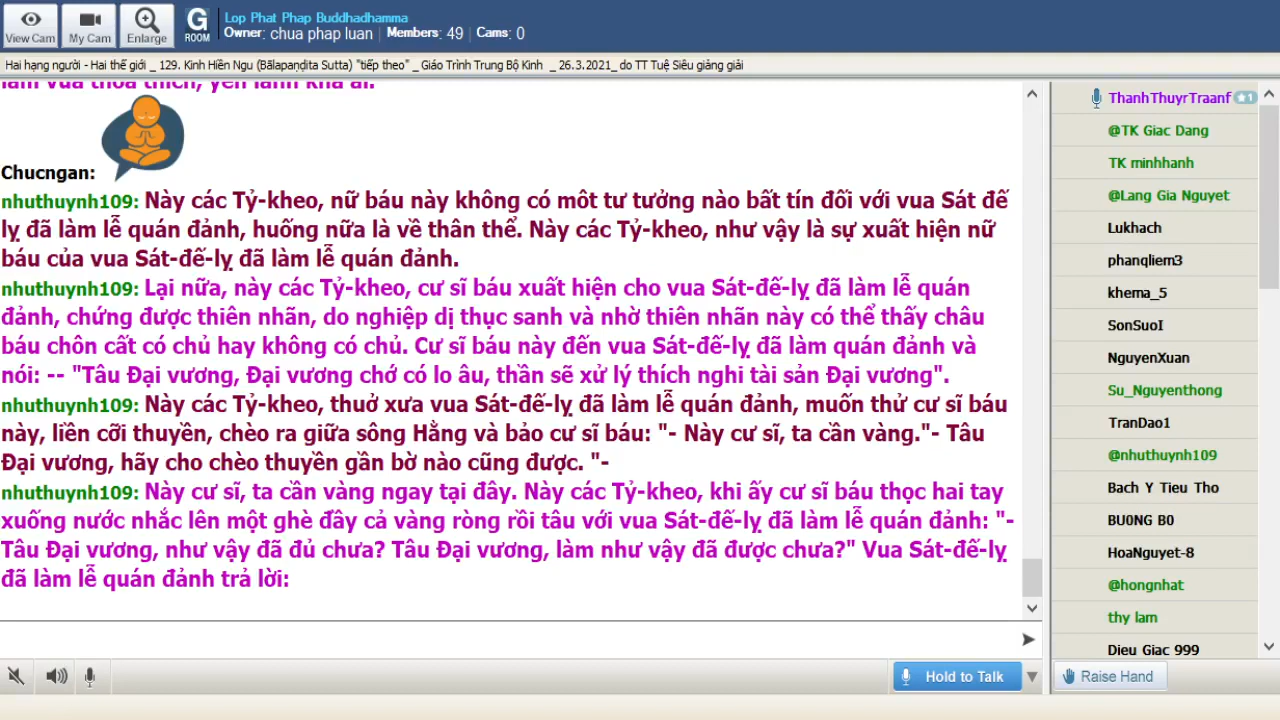 View Cam
My Cam
Enlarge
G
ROOM
Lop Phat Phap Buddhadhamma
Owner: chua phap luan Members: 49 Cams: 0
Hai hạng người - Hai thế giới _ 129. Kinh Hiền Ngu (Bālapaṇḍita Sutta) "tiếp theo” _ Giáo Trình Trung Bộ Kinh _ 26.3.2021_ do TT Tuệ Siêu giảng giải
làm vừa thỏa thích, yên lành khả ái.
Chucngan:
nhuthuynh109: Này các Tỷ-kheo, nữ báu này không có môt tư tưởng nào bất tín đối với vua Sát đế
lỵ đã làm lễ quán đảnh, huống nữa là về thân thể. Này các Tỷ-kheo, như vậy là sự xuất hiện nữ
báu của vua Sát-đế-lỵ đã làm lễ quán đảnh.
nhuthuynh109: Lại nữa, này các Tỷ-kheo, cư sĩ báu xuất hiện cho vua Sát-đế-lỵ đã làm lễ quán
đảnh, chứng được thiên nhãn, do nghiệp dị thục sanh và nhờ thiên nhãn này có thể thấy châu
báu chôn cất có chủ hay không có chủ. Cư sĩ báu này đến vua Sát-đế-lỵ đã làm quán đảnh và
nói: -- "Tâu Đại vương, Đại vương chớ có lo âu, thần sẽ xử lý thích nghi tài sản Đại vương".
nhuthuynh109: Này các Tỷ-kheo, thuở xưa vua Sát-đế-lỵ đã làm lễ quán đảnh, muốn thử cư sĩ báu
này, liền cỡi thuyền, chèo ra giữa sông Hằng và bảo cư sĩ báu: "- Này cư sĩ, ta cần vàng."- Tâu
Đại vương, hãy cho chèo thuyền gần bờ nào cũng được. "-
nhuthuynh109: Này cư sĩ, ta cần vàng ngay tại đây. Này các Tỷ-kheo, khi ấy cư sĩ báu thọc hai tay
xuống nước nhắc lên một ghè đầy cả vàng ròng rồi tâu với vua Sát-đế-lỵ đã làm lễ quán đảnh: "-
Tâu Đại vương, như vậy đã đủ chưa? Tâu Đại vương, làm như vậy đã được chưa?" Vua Sát-đế-lỵ
đã làm lễ quán đảnh trả lời:
ThanhThuyrTraanf 1
@TK Giac Dang
TK minhhanh
@Lang Gia Nguyet
Lukhach
phanqliem3
khema_5
SonSuoI
NguyenXuan
Su_Nguyenthong
TranDao1
@nhuthuynh109
Bach Y Tieu Tho
BU0NG B0
HoaNguyet-8
@hongnhat
thy lam
Dieu Giac 999
Hold to Talk
Raise Hand